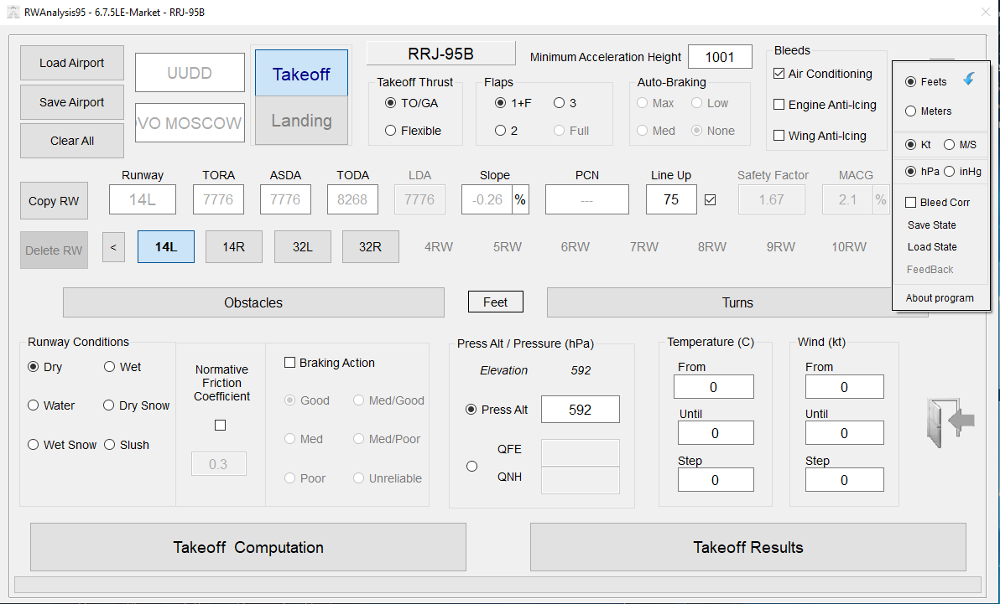 RWAnalysis95 - 6.7.5LE-Market - RRJ-95B
Load Airport
Save Airport
Clear All
UUDD
VO MOSCOW
Takeoff
Landing
RRJ-95B
Minimum Acceleration Height 1001
Takeoff Thrust
TO/GA
Flexible
Flaps
1+F 3
2 Full
Auto-Braking
Max Low
Med None
Bleeds
Air Conditioning
Engine Anti-Icing
Wing Anti-Icing
Feets
Meters
Kt M/S
hPa inHg
Bleed Corr
Save State
Load State
FeedBack
About program
Copy RW
Runway TORA ASDA TODA LDA Slope PCN Line Up Safety Factor MACG
14L 7776 7776 8268 7776 -0.26 % --- 75 1.67 2.1 %
Delete RW < 14L 14R 32L 32R 4RW 5RW 6RW 7RW 8RW 9RW 10RW
Obstacles Feet Turns
Runway Conditions
Dry Wet
Water Dry Snow
Wet Snow Slush
Normative
Friction
Coefficient
0.3
Braking Action
Good Med/Good
Med Med/Poor
Poor Unreliable
Press Alt / Pressure (hPa)
Elevation 592
Press Alt 592
QFE
QNH
Temperature (C)
From
0
Until
0
Step
0
Wind (kt)
From
0
Until
0
Step
0
Takeoff Computation
Takeoff Results